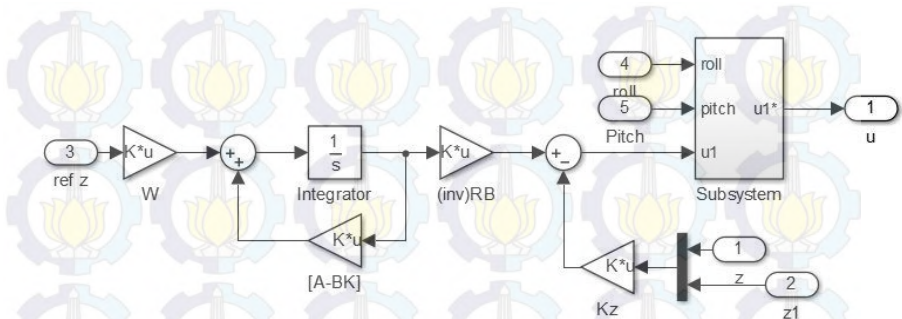 4
roll
roll
5
pitch
Pitch
u1*
1
u
u1
Subsystem
3
ref z
K*u
W
+
+
1
s
Integrator
K*u
(inv)RB
+
−
K*u
[A-BK]
K*u
Kz
1
z
2
z1